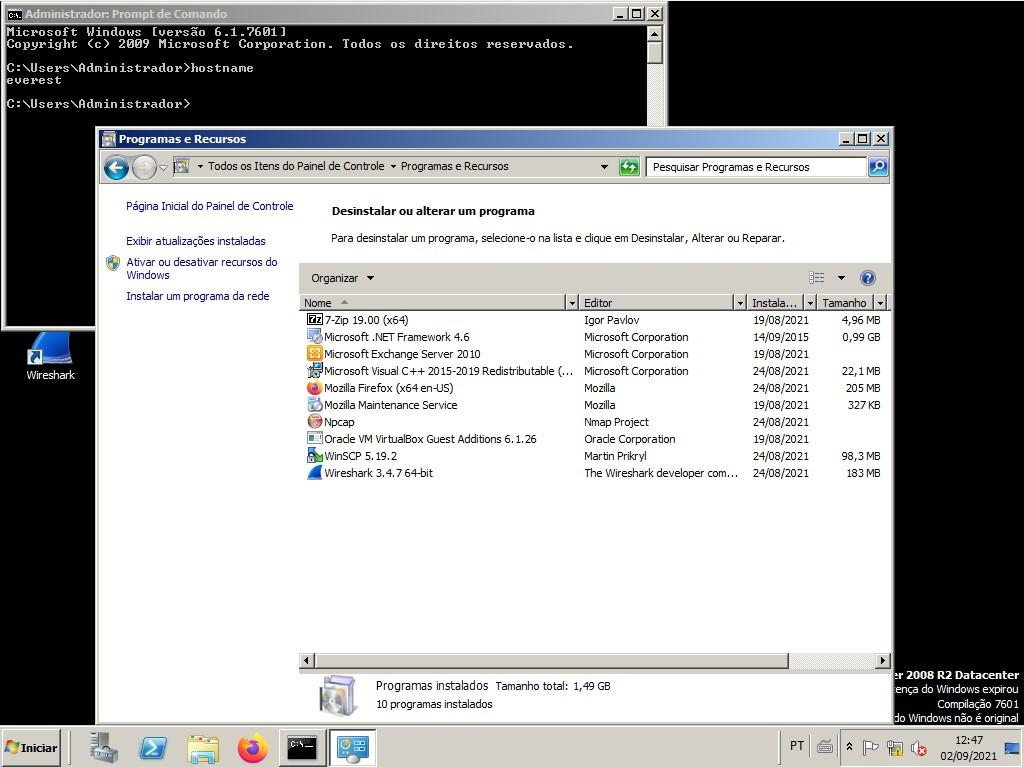 Administrador: Prompt de Comando
Microsoft Windows [versão 6.1.7601]
Copyright (c) 2009 Microsoft Corporation. Todos os direitos reservados.
C:\Users\Administrador>hostname
everest
C:\Users\Administrador>
Programas e Recursos
Todos os Itens do Painel de Controle
Programas e Recursos
Pesquisar Programas e Recursos
Página Inicial do Painel de Controle
Exibir atualizações instaladas
Ativar ou desativar recursos do
Windows
Instalar um programa da rede
Desinstalar ou alterar um programa
Para desinstalar um programa, selecione-o na lista e clique em Desinstalar, Alterar ou Reparar.
Organizar
Nome Editor Instala... Tamanho
7-Zip 19.00 (x64) Igor Pavlov 19/08/2021 4,96 MB
Microsoft .NET Framework 4.6 Microsoft Corporation 14/09/2015 0,99 GB
Microsoft Exchange Server 2010 Microsoft Corporation 19/08/2021
Microsoft Visual C++ 2015-2019 Redistributable (... Microsoft Corporation 24/08/2021 22,1 MB
Mozilla Firefox (x64 en-US) Mozilla 24/08/2021 205 MB
Mozilla Maintenance Service Mozilla 19/08/2021 327 KB
Npcap Nmap Project 24/08/2021
Oracle VM VirtualBox Guest Additions 6.1.26 Oracle Corporation 19/08/2021
WinSCP 5.19.2 Martin Prikryl 24/08/2021 98,3 MB
Wireshark 3.4.7 64-bit The Wireshark developer com... 24/08/2021 183 MB
Programas instalados Tamanho total: 1,49 GB
10 programas instalados
Wireshark
er 2008 R2 Datacenter
ença do Windows expirou
Compilação 7601
do Windows não é original
Iniciar
PT
12:47
02/09/2021